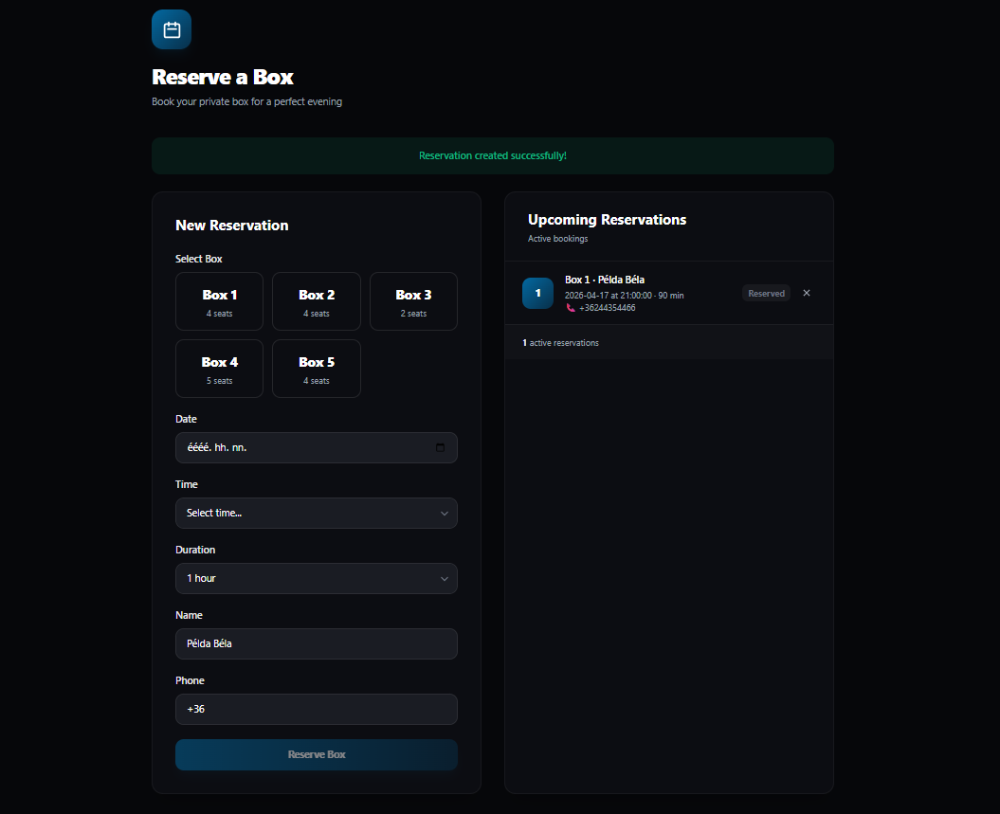 Reserve a Box
Book your private box for a perfect evening
Reservation created successfully!
New Reservation
Select Box
Box 1
4 seats
Box 2
4 seats
Box 3
2 seats
Box 4
5 seats
Box 5
4 seats
Date
éééé. hh. nn.
Time
Select time...
Duration
1 hour
Name
Példa Béla
Phone
+36
Reserve Box
Upcoming Reservations
Active bookings
1
Box 1 · Példa Béla
2026-04-17 at 21:00:00 · 90 min
+36244354466
Reserved
1 active reservations